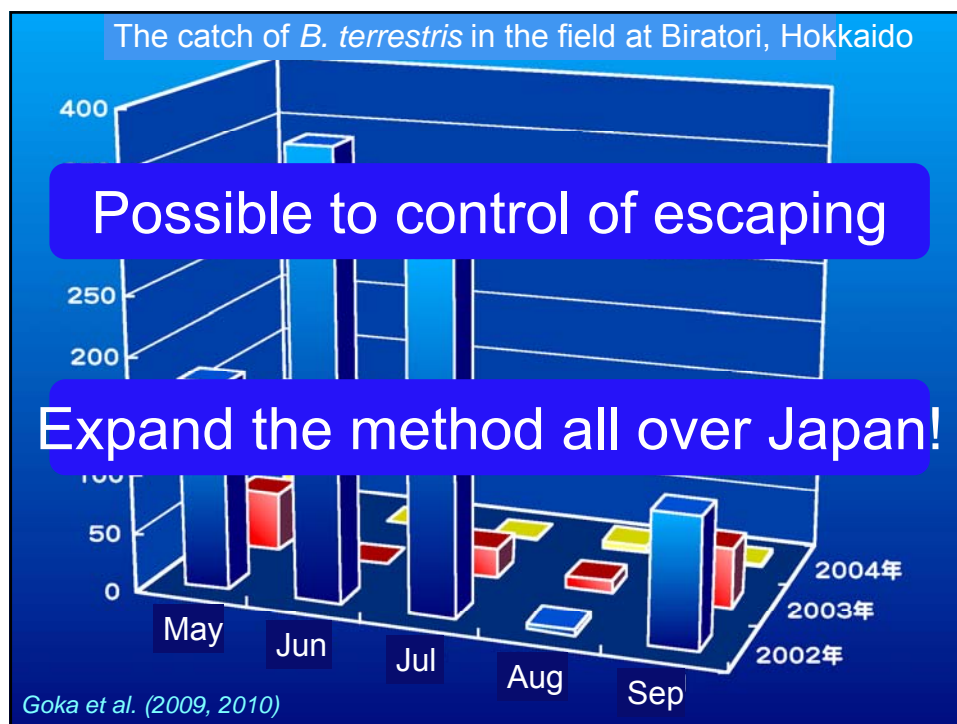 The catch of B. terrestris in the field at Biratori, Hokkaido
400
Possible to control of escaping
250
200
Expand the method all over Japan!
100
50
0
May
Jun
Jul
Aug
Sep
2004年
2003年
2002年
Goka et al. (2009, 2010)